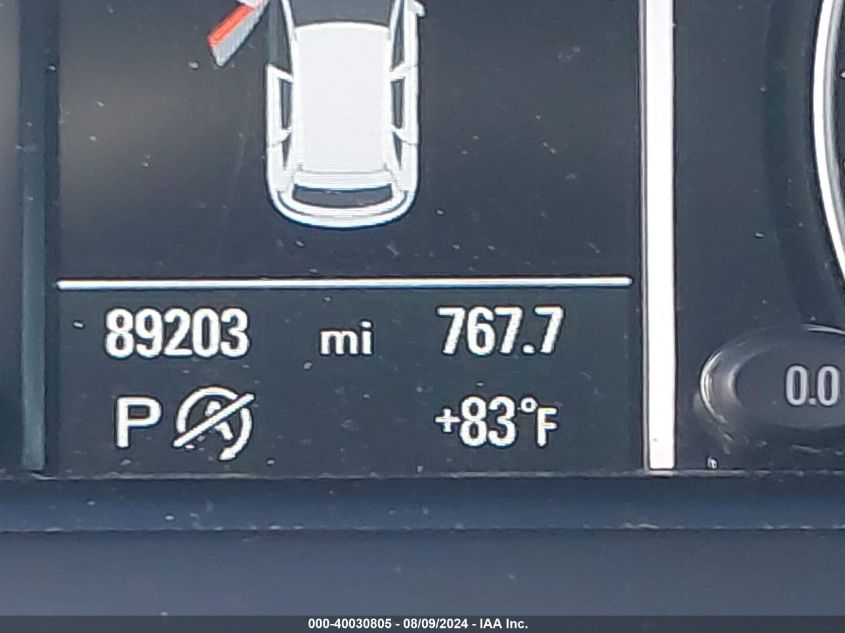 89203 mi 767.7
P A +83°F
0.0
000-40030805 - 08/09/2024 - IAA Inc.